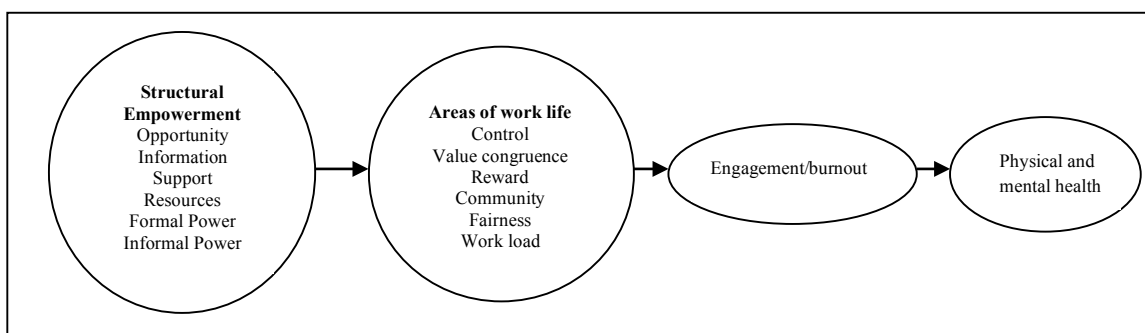 Structural
Empowerment
Opportunity
Information
Support
Resources
Formal Power
Informal Power
Areas of work life
Control
Value congruence
Reward
Community
Fairness
Work load
Engagement/burnout
Physical and
mental health